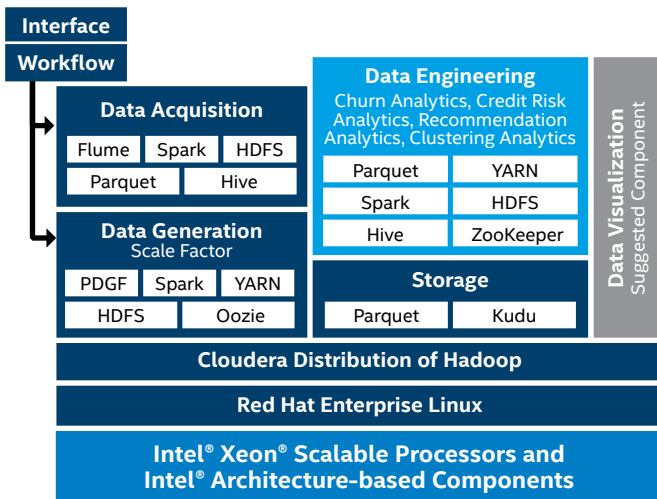 Interface
Workflow
Data Acquisition
Flume
Spark
HDFS
Parquet
Hive
Data Generation
Scale Factor
PDGF
Spark
YARN
HDFS
Oozie
Data Engineering
Churn Analytics, Credit Risk
Analytics, Recommendation
Analytics, Clustering Analytics
Parquet
YARN
Spark
HDFS
Hive
ZooKeeper
Storage
Parquet
Kudu
Data Visualization
Suggested Component
Cloudera Distribution of Hadoop
Red Hat Enterprise Linux
Intel® Xeon® Scalable Processors and
Intel® Architecture-based Components